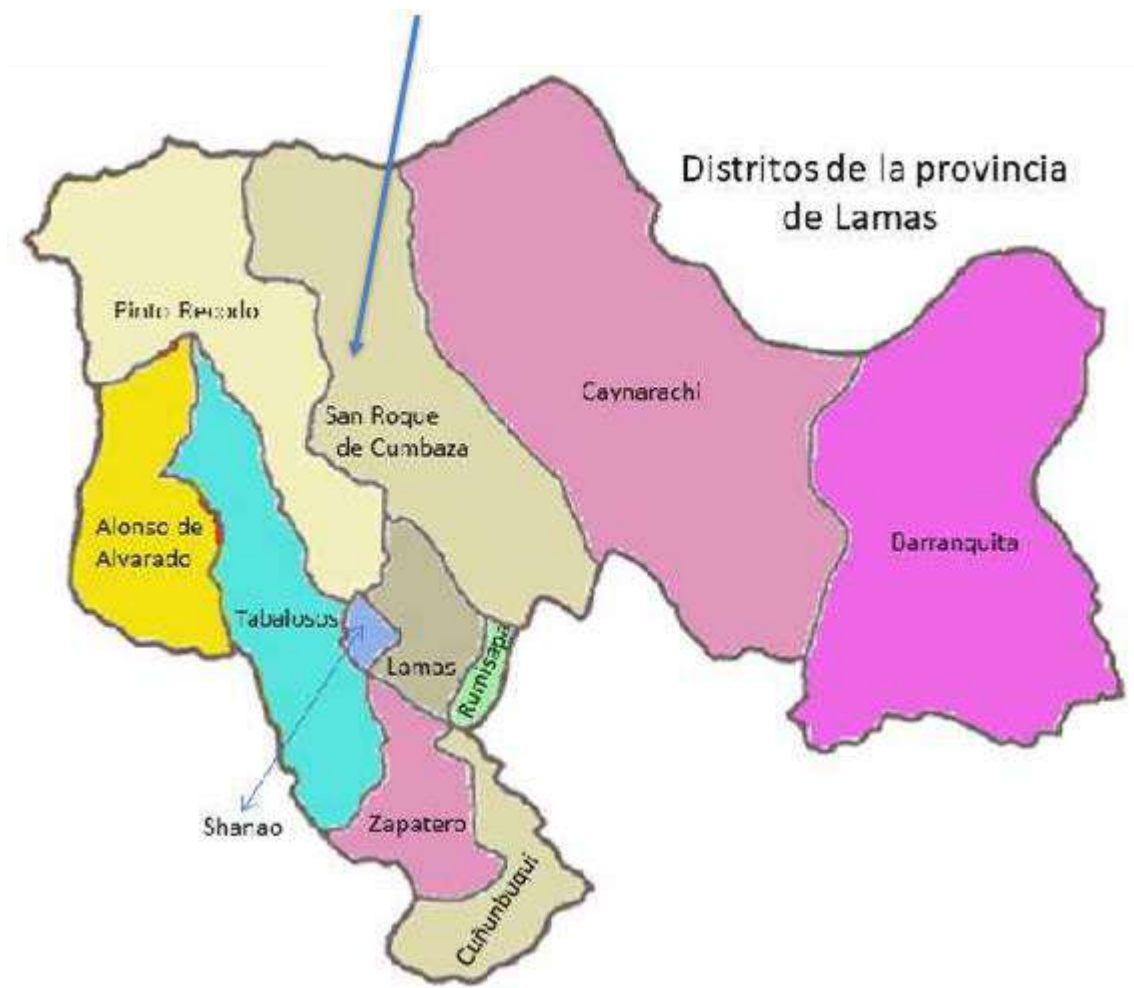 Distritos de la provincia
de Lamas
Pinto Recodo
Caynarachi
San Roque
de Cumbaza
Alonso de
Alvarado
Barranquita
Tabalosos
Rumisapa
Lamas
Shanao
Zapatero
Cuñunbuqui